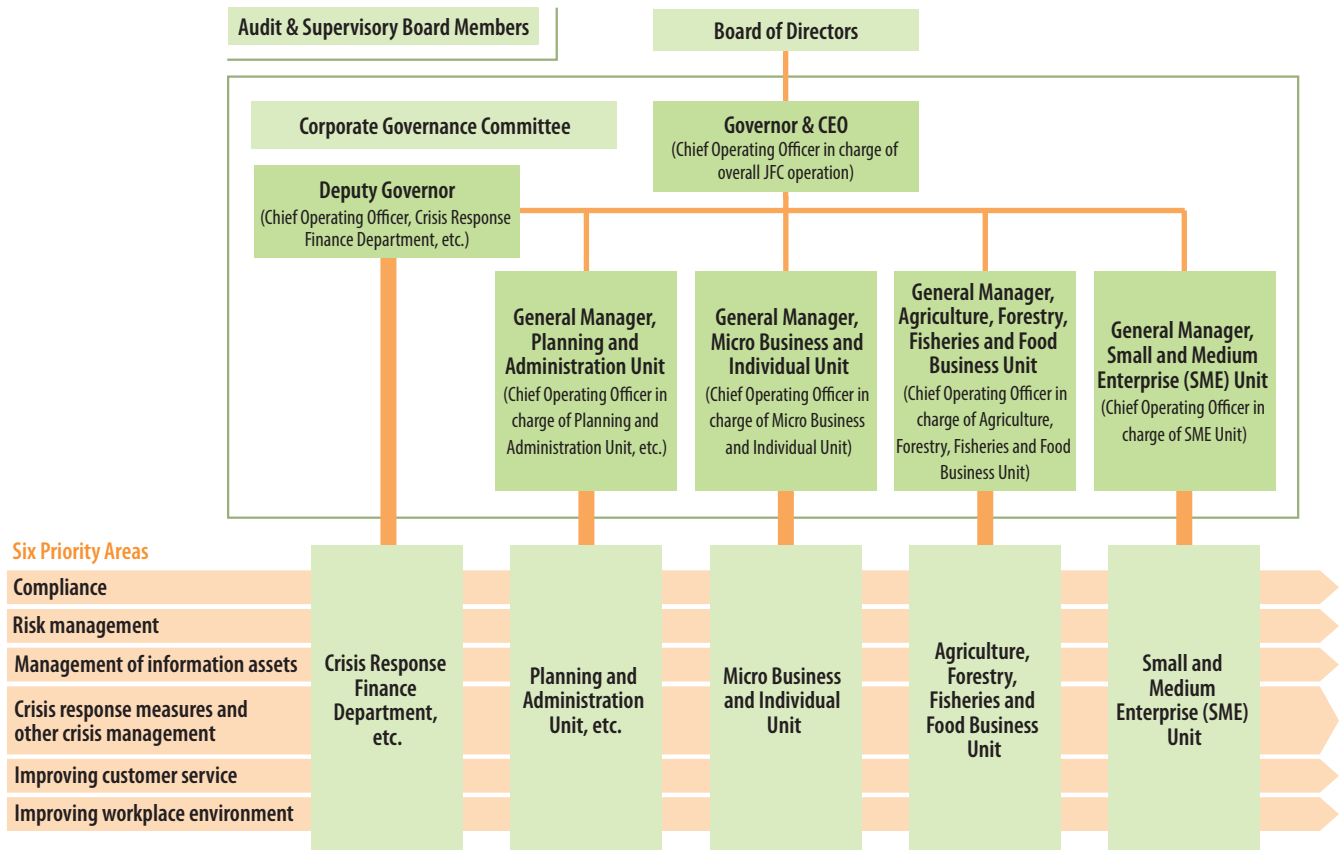 Audit & Supervisory Board Members
Board of Directors
Corporate Governance Committee
Governor & CEO
(Chief Operating Officer in charge of
overall JFC operation)
Deputy Governor
(Chief Operating Officer, Crisis Response
Finance Department, etc.)
General Manager,
Planning and
Administration Unit
(Chief Operating Officer in
charge of Planning and
Administration Unit, etc.)
General Manager,
Micro Business and
Individual Unit
(Chief Operating Officer in
charge of Micro Business
and Individual Unit)
General Manager,
Agriculture, Forestry,
Fisheries and Food
Business Unit
(Chief Operating Officer in
charge of Agriculture,
Forestry, Fisheries and Food
Business Unit)
General Manager,
Small and Medium
Enterprise (SME) Unit
(Chief Operating Officer in
charge of SME Unit)
Six Priority Areas
Compliance
Risk management
Management of information assets
Crisis response measures and
other crisis management
Improving customer service
Improving workplace environment
Crisis Response
Finance
Department,
etc.
Planning and
Administration
Unit, etc.
Micro Business
and Individual
Unit
Agriculture,
Forestry,
Fisheries and
Food Business
Unit
Small and
Medium
Enterprise (SME)
Unit